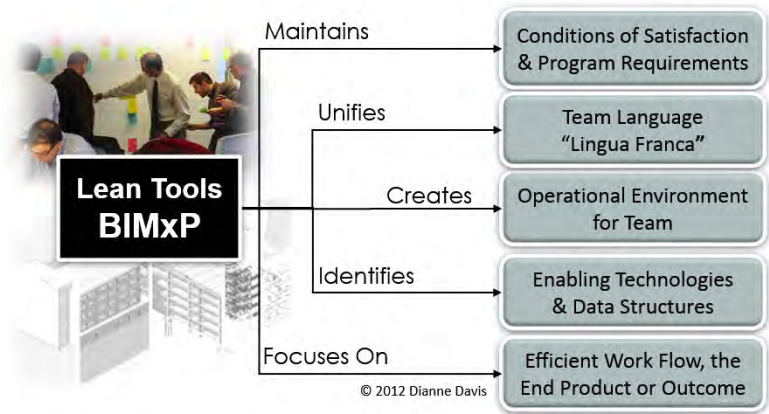 Lean Tools
BIMxP
Maintains
Conditions of Satisfaction
& Program Requirements
Unifies
Team Language
“Lingua Franca”
Creates
Operational Environment
for Team
Identifies
Enabling Technologies
& Data Structures
Focuses On
Efficient Work Flow, the
End Product or Outcome
© 2012 Dianne Davis